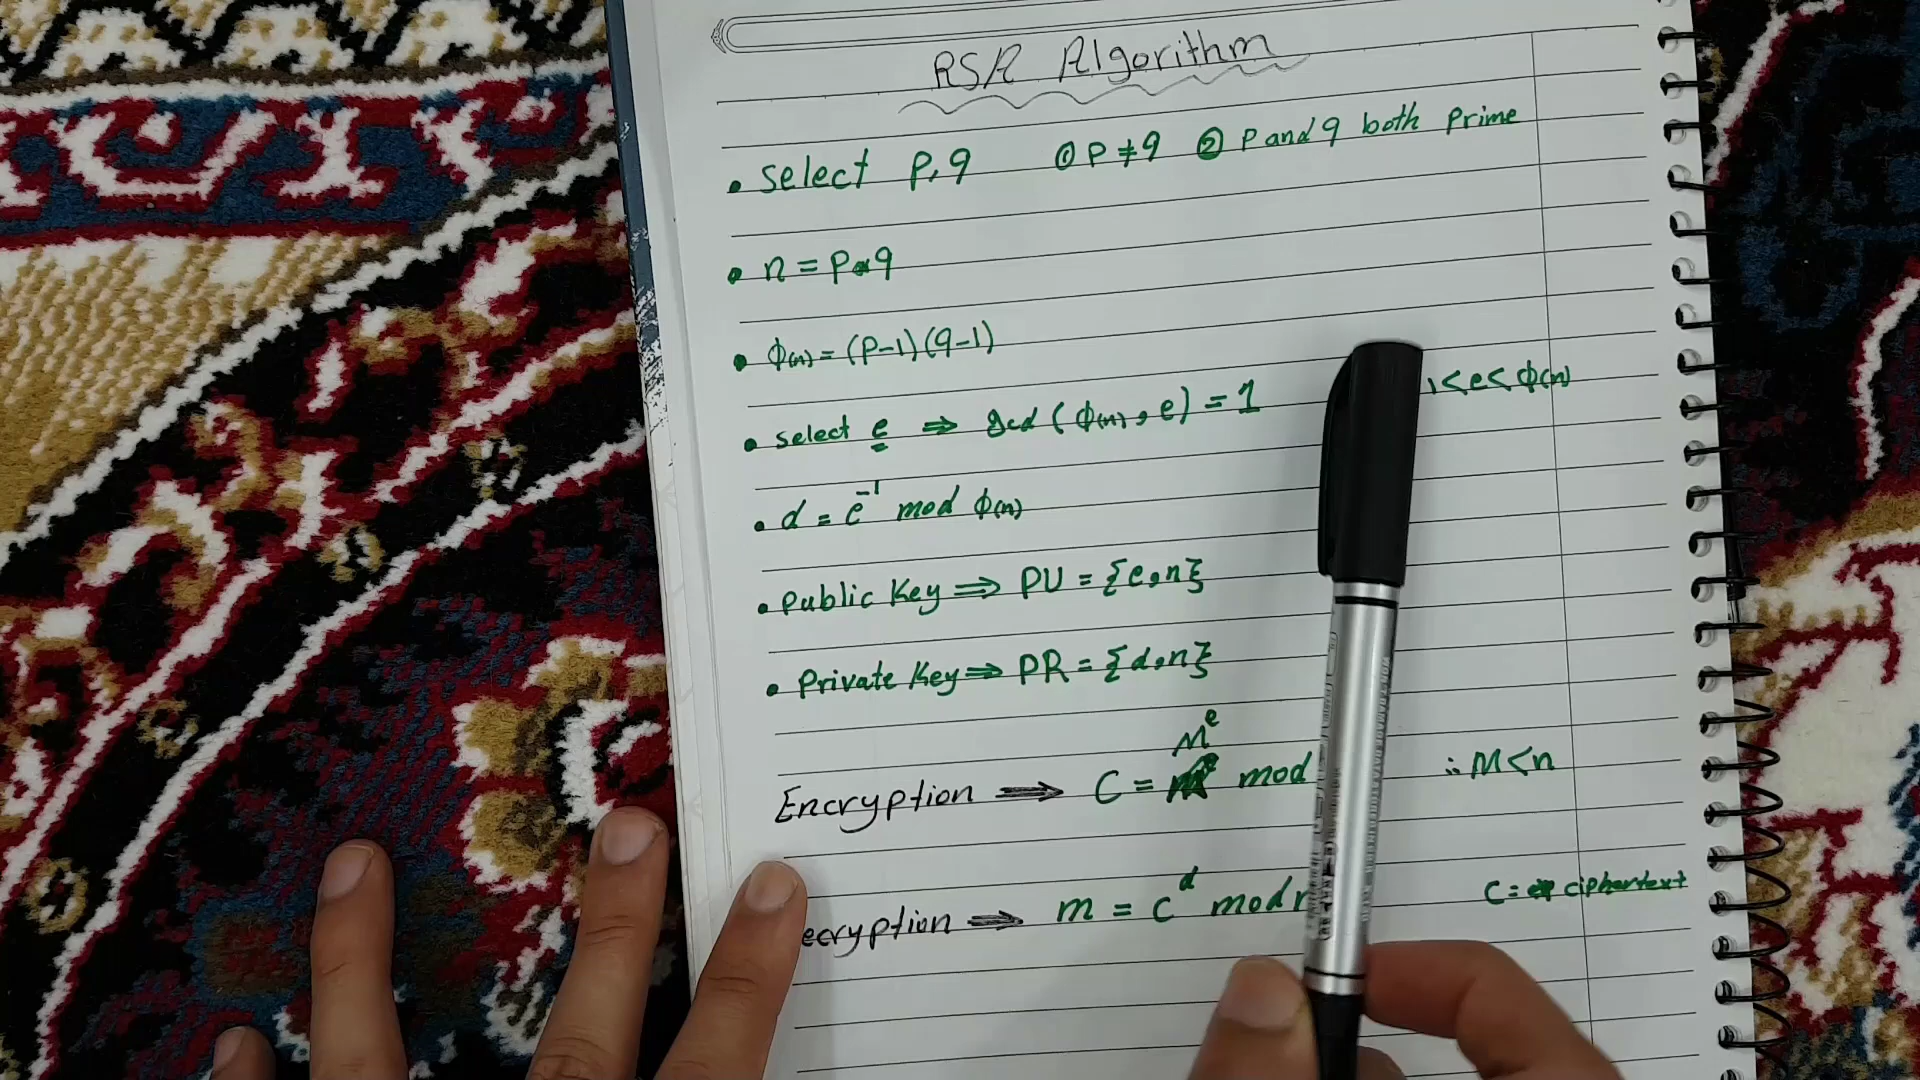 RSA Algorithm
• Select P,q ① P ≠ q ② P and q both Prime
• n = P * q
• ϕ(n) = (P-1)(q-1)
• select e ⇒ gcd (ϕ(n), e) = 1 1<e<ϕ(n)
• d = e⁻¹ mod ϕ(n)
• Public Key ⇒ PU = {e,n}
• Private Key ⇒ PR = {d,n}
Encryption ⇒ C = Mᵉ mod ∴ M<n
ecryption ⇒ m = cᵈ mod C = ciphertext